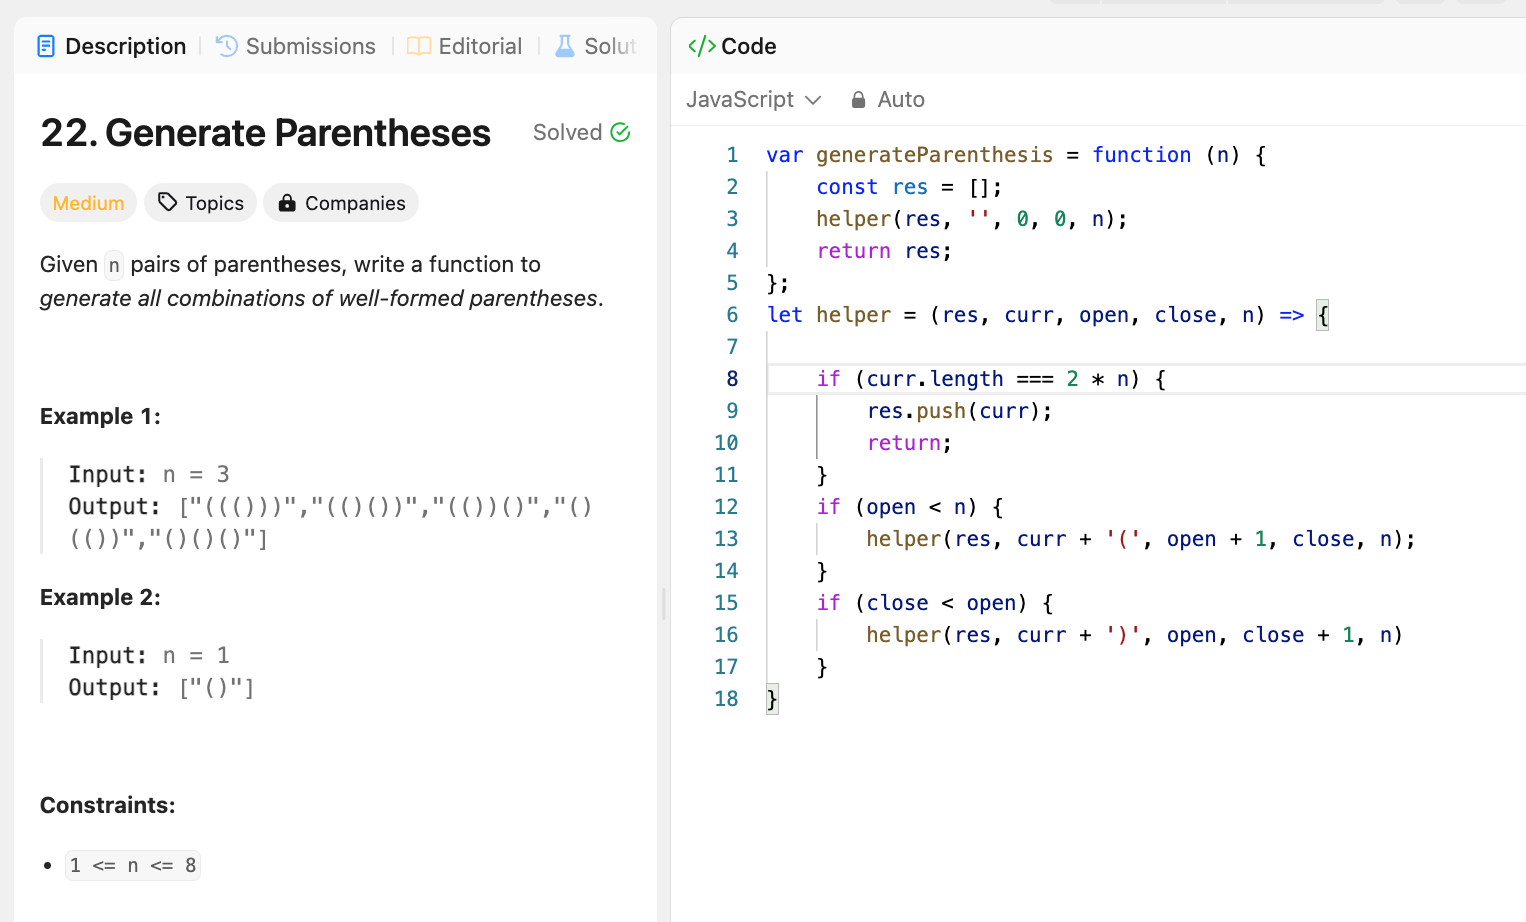 Description
Submissions
Editorial
Solut
22. Generate Parentheses
Solved
Medium
Topics
Companies
Given n pairs of parentheses, write a function to
generate all combinations of well-formed parentheses.
Example 1:
Input: n = 3
Output: ["((()))","(()())","(())()","()
(())","()()()"]
Example 2:
Input: n = 1
Output: ["()"]
Constraints:
• 1 <= n <= 8
</> Code
JavaScript
Auto
1 var generateParenthesis = function (n) {
2     const res = [];
3     helper(res, '', 0, 0, n);
4     return res;
5 };
6 let helper = (res, curr, open, close, n) => {
7
8     if (curr.length === 2 * n) {
9         res.push(curr);
10         return;
11     }
12     if (open < n) {
13         helper(res, curr + '(', open + 1, close, n);
14     }
15     if (close < open) {
16         helper(res, curr + ')', open, close + 1, n)
17     }
18 }